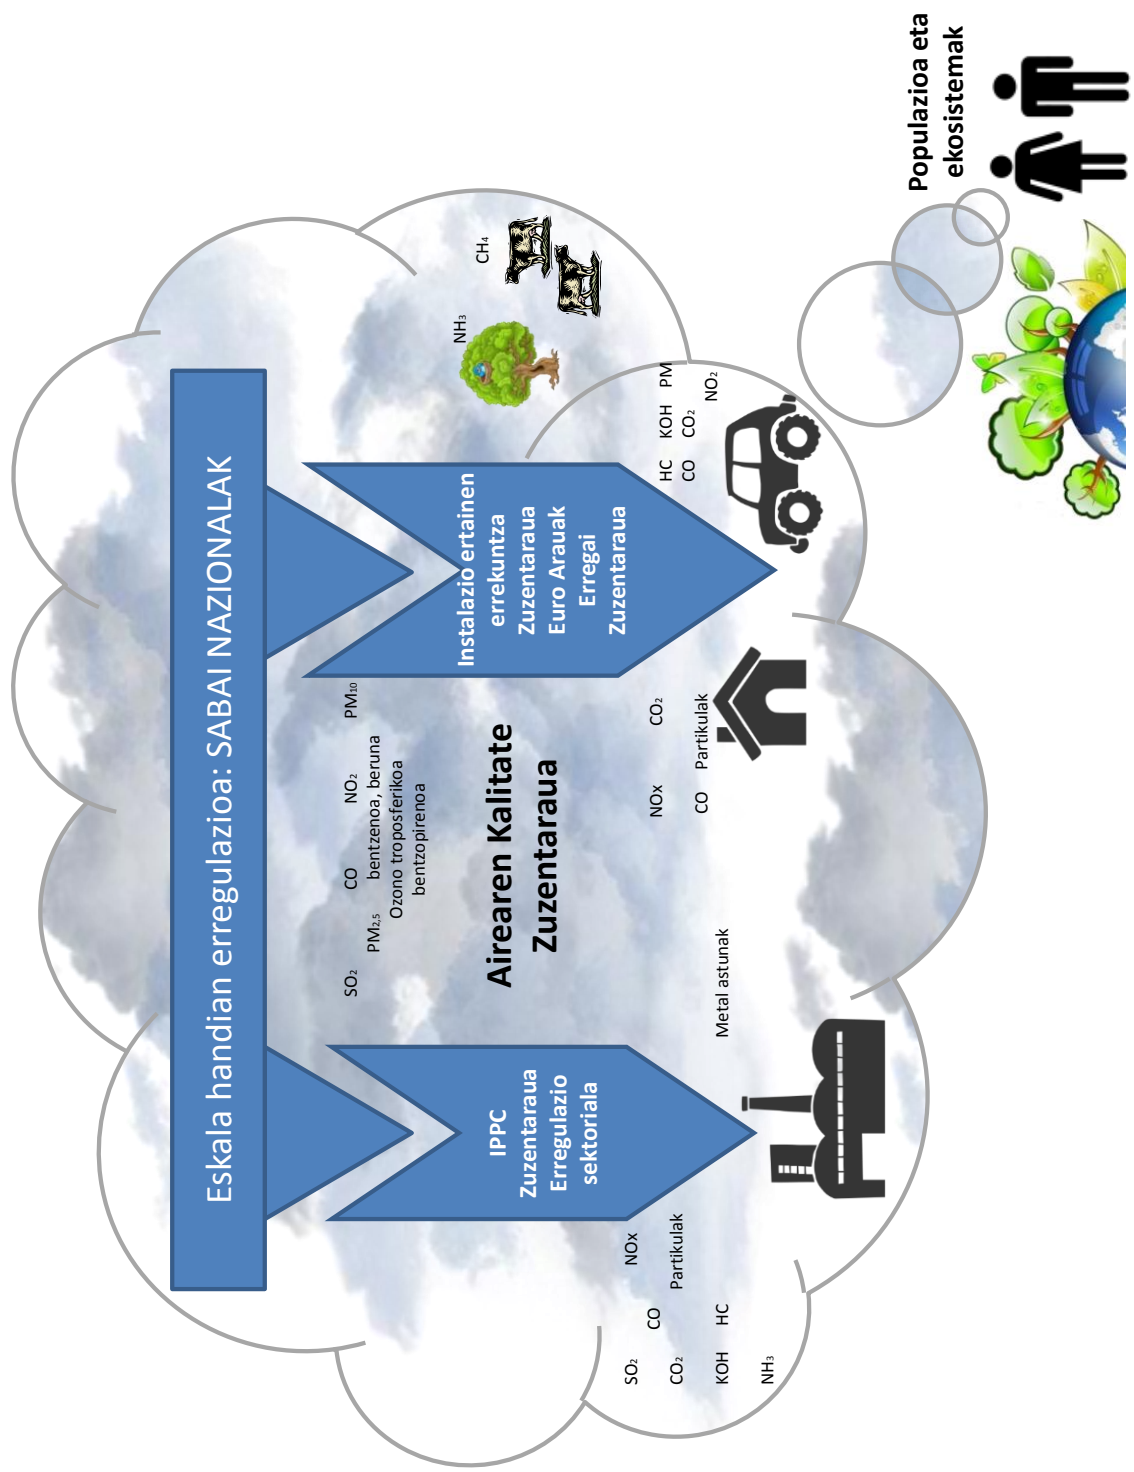 Eskala handian erregulazioa: SABAI NAZIONALAK
SO₂ CO NO₂ PM₁₀
PM₂,₅ bentzenoa, beruna
Ozono troposferikoa
bentzopirenoa
Airearen Kalitate
Zuzentaraua
IPPC
Zuzentaraua
Erregulazio
sektoriala
Instalazio ertainen
errekuntza
Zuzentaraua
Euro Arauak
Erregai
Zuzentaraua
NH₃
CH₄
SO₂ NOx
CO
CO₂ Partikulak
KOH HC
NH₃
Metal astunak
NOx CO₂
CO Partikulak
HC KOH PM
CO CO₂
NO₂
Populazioa eta
ekosistemak